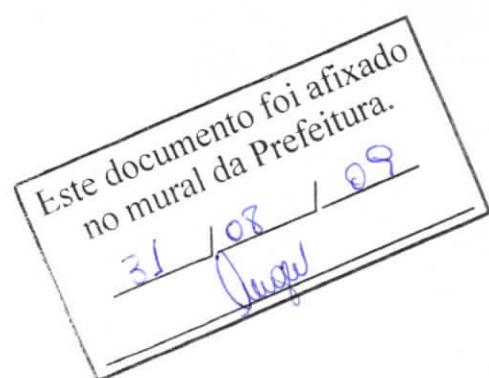 Este documento foi afixado
no mural da Prefeitura.
31 / 08 / 09